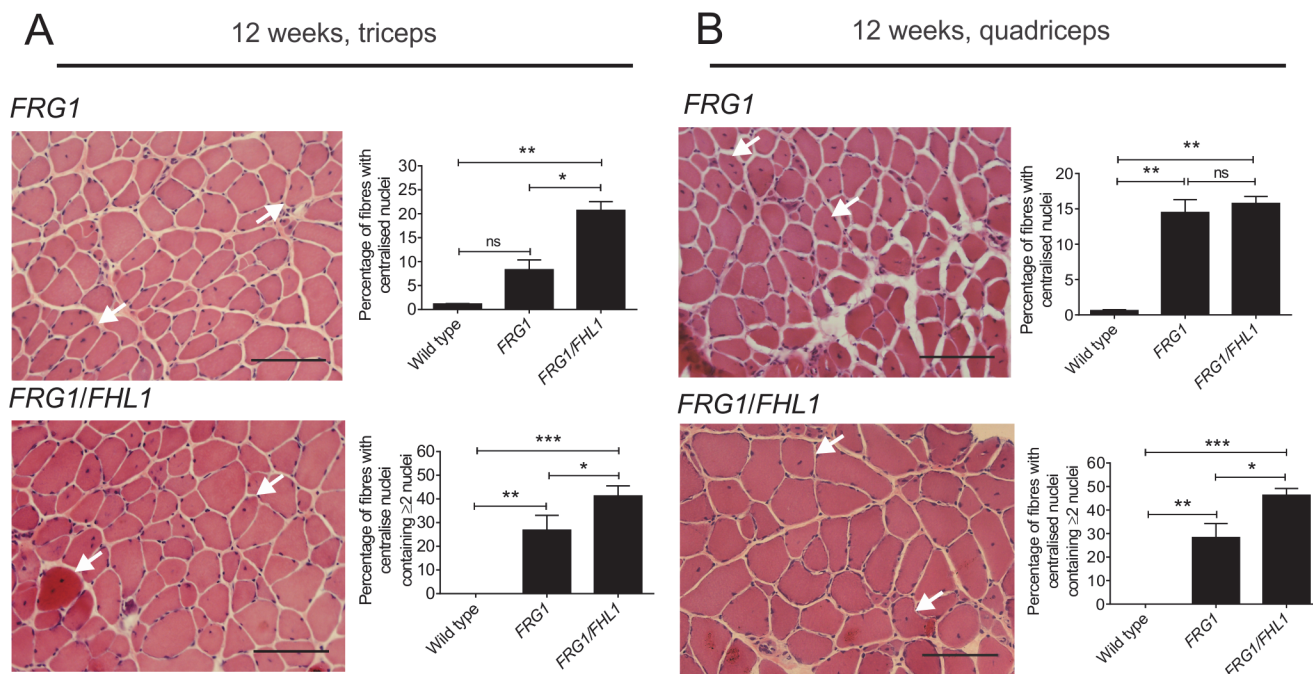 A
12 weeks, triceps
FRG1
Percentage of fibres with
centralised nuclei
30
25
20
15
10
5
0
**
*
ns
Wild type
FRG1
FRG1/FHL1
FRG1/FHL1
Percentage of fibres with
centralise nuclei
containing ≥2 nuclei
60
50
40
30
20
10
0
***
*
**
Wild type
FRG1
FRG1/FHL1
B
12 weeks, quadriceps
FRG1
Percentage of fibres with
centralised nuclei
20
15
10
5
0
**
** ns
Wild type
FRG1
FRG1/FHL1
FRG1/FHL1
Percentage of fibres with
centralised nuclei
containing ≥2 nuclei
60
50
40
30
20
10
0
***
*
**
Wild type
FRG1
FRG1/FHL1